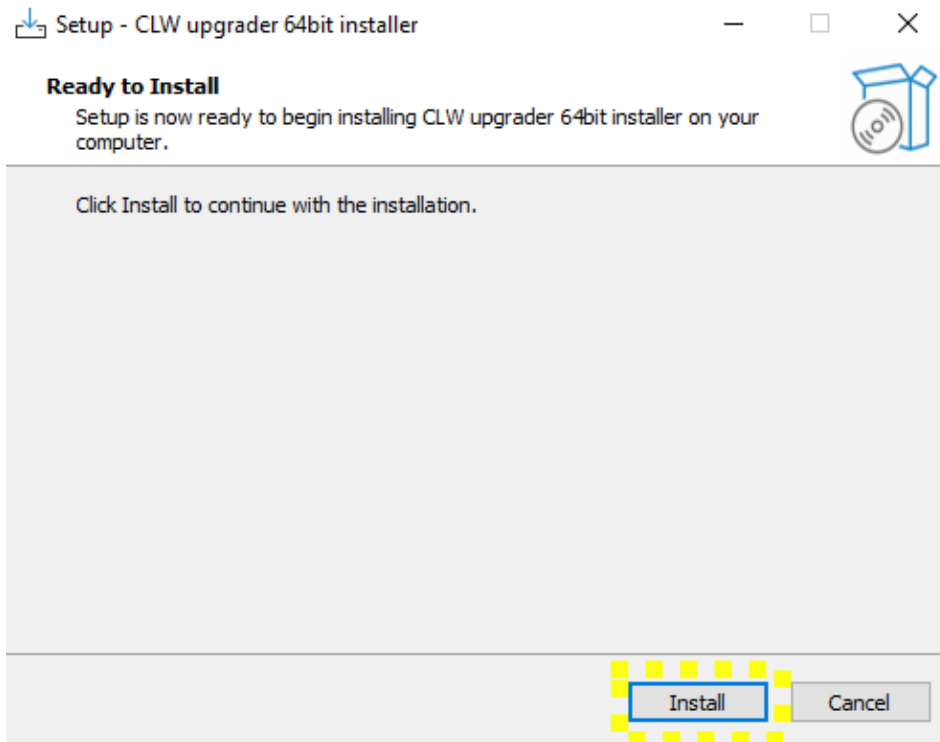 Setup - CLW upgrader 64bit installer
Ready to Install
Setup is now ready to begin installing CLW upgrader 64bit installer on your
computer.
Click Install to continue with the installation.
Install
Cancel